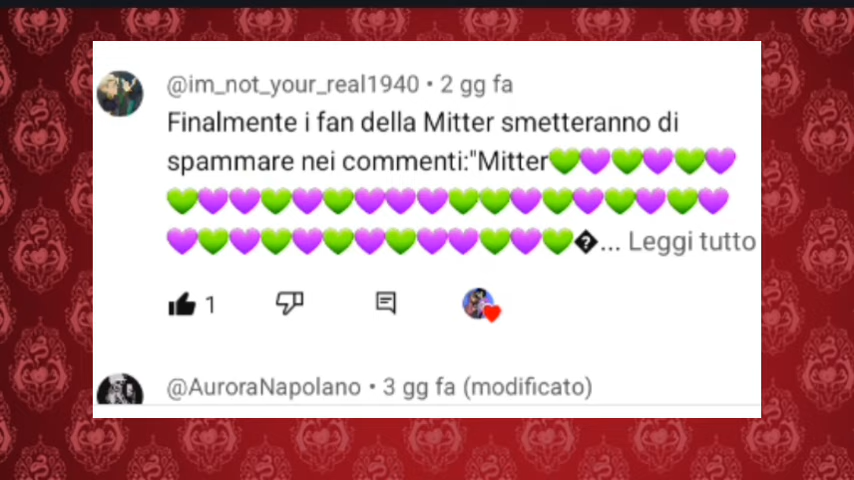 @im_not_your_real1940 • 2 gg fa
Finalmente i fan della Mitter smetteranno di
spammare nei commenti:"Mitter💚💜💚💜💚💜
💚💜💜💚💜💚💜💜💜💚💚💜💚💜💚💜💚💜
💜💚💜💚💜💚💜💚💜💜💚💜💚�... Leggi tutto
1
@AuroraNapolano • 3 gg fa (modificato)